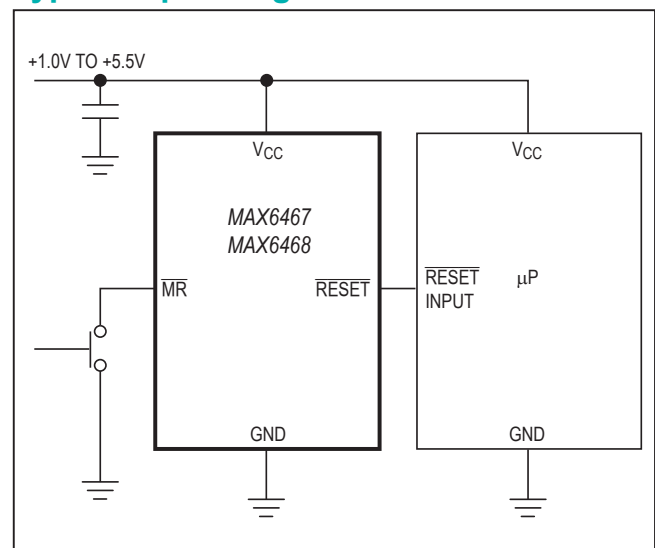 +1.0V TO +5.5V
VCC
VCC
MAX6467
MAX6468
MR
RESET
RESET
INPUT
μP
GND
GND